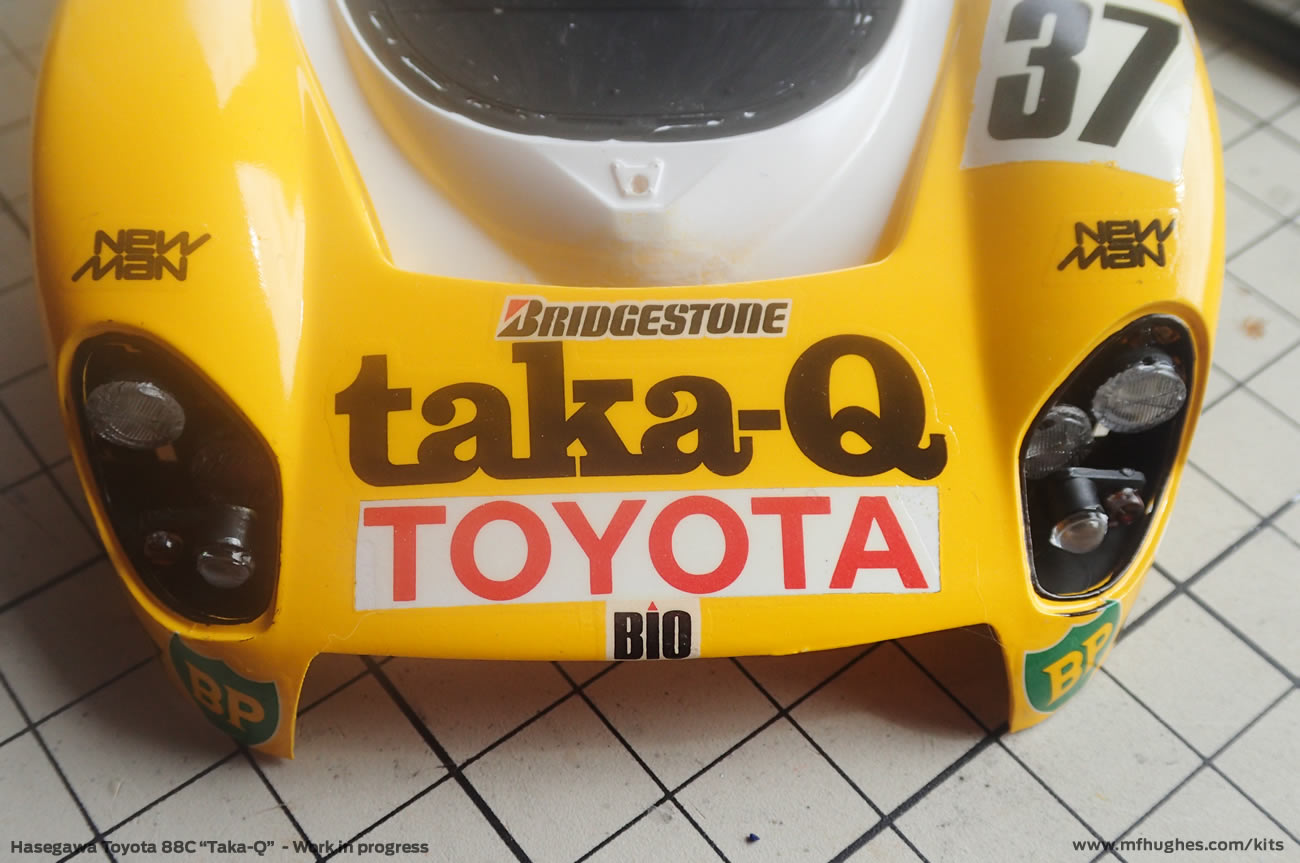 37
NEW
MAN
NEW
MAN
BRIDGESTONE
taka-Q
TOYOTA
BIO
BP
BP
Hasegawa Toyota 88C “Taka-Q” - Work in progress
www.mfhughes.com/kits